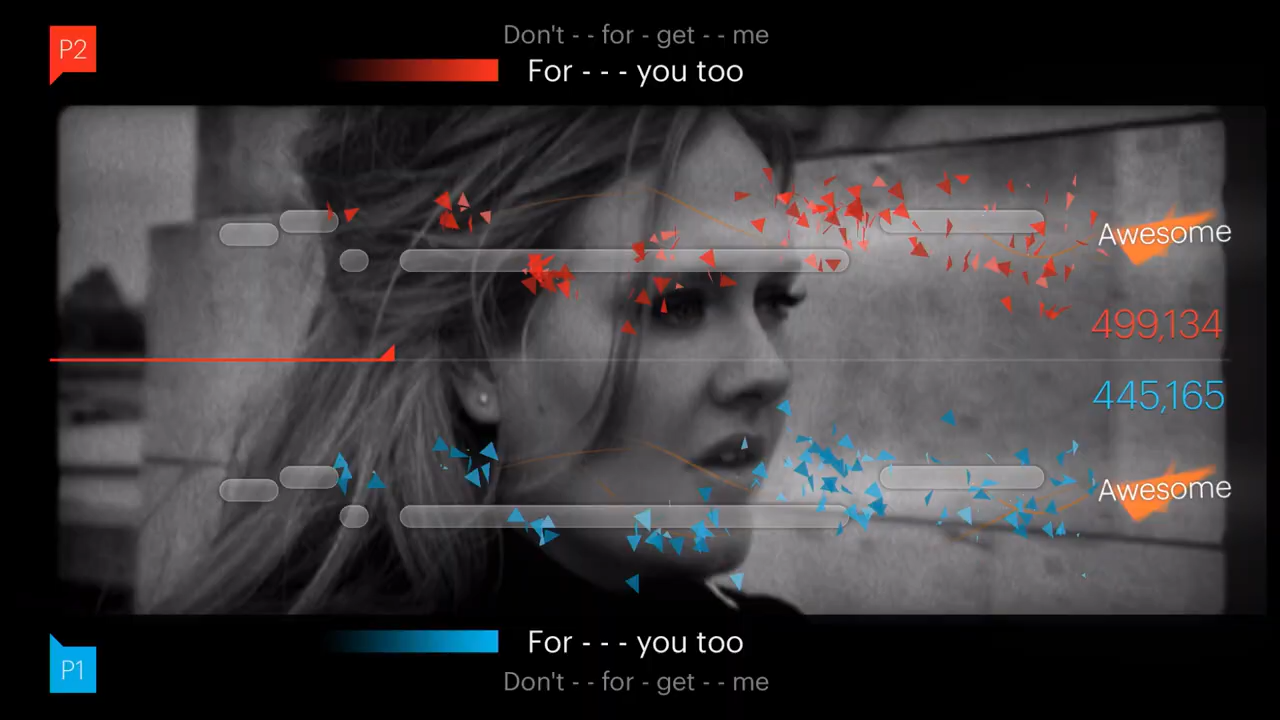 P2
Don't - - for - get - - me
For - - - you too
Awesome
499,134
445,165
Awesome
For - - - you too
P1
Don't - - for - get - - me